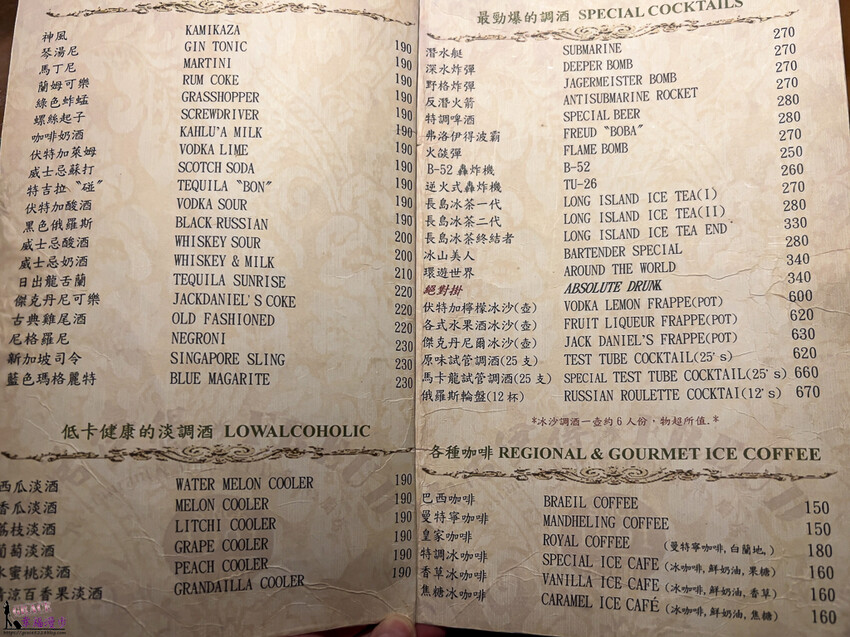 神風 KAMIKAZA 190
琴湯尼 GIN TONIC 190
馬丁尼 MARTINI 190
蘭姆可樂 RUM COKE 190
綠色蚱蜢 GRASSHOPPER 190
螺絲起子 SCREWDRIVER 190
咖啡奶酒 KAHLU'A MILK 190
伏特加萊姆 VODKA LIME 190
威士忌蘇打 SCOTCH SODA 190
特吉拉〝碰〞 TEQUILA〝BON〞 190
伏特加酸酒 VODKA SOUR 190
黑色俄羅斯 BLACK RUSSIAN 200
威士忌酸酒 WHISKEY SOUR 200
威士忌奶酒 WHISKEY & MILK 210
日出龍舌蘭 TEQUILA SUNRISE 220
傑克丹尼可樂 JACKDANIEL'S COKE 220
古典雞尾酒 OLD FASHIONED 220
尼格羅尼 NEGRONI 230
新加坡司令 SINGAPORE SLING 230
藍色瑪格麗特 BLUE MAGARITE 230
低卡健康的淡調酒 LOWALCOHOLIC
西瓜淡酒 WATER MELON COOLER 190
香瓜淡酒 MELON COOLER 190
荔枝淡酒 LITCHI COOLER 190
葡萄淡酒 GRAPE COOLER 190
水蜜桃淡酒 PEACH COOLER 190
清涼百香果淡酒 GRANDAILLA COOLER 190
最勁爆的調酒 SPECIAL COCKTAILS
潛水艇 SUBMARINE 270
深水炸彈 DEEPER BOMB 270
野格炸彈 JAGERMEISTER BOMB 270
反潛火箭 ANTISUBMARINE ROCKET 270
特調啤酒 SPECIAL BEER 280
弗洛伊得波霸 FREUD〝BOBA〞 280
火燄彈 FLAME BOMB 270
B-52 轟炸機 B-52 250
逆火式轟炸機 TU-26 260
長島冰茶一代 LONG ISLAND ICE TEA(I) 270
長島冰茶二代 LONG ISLAND ICE TEA(II) 280
長島冰茶終結者 LONG ISLAND ICE TEA END 330
冰山美人 BARTENDER SPECIAL 280
環遊世界 AROUND THE WORLD 340
絕對掛 ABSOLUTE DRUNK 340
伏特加檸檬冰沙(壺) VODKA LEMON FRAPPE(POT) 600
各式水果酒冰沙(壺) FRUIT LIQUEUR FRAPPE(POT) 620
傑克丹尼爾冰沙(壺) JACK DANIEL'S FRAPPE(POT) 630
原味試管調酒(25 支) TEST TUBE COCKTAIL(25's) 620
馬卡龍試管調酒(25 支) SPECIAL TEST TUBE COCKTAIL(25's) 660
俄羅斯輪盤(12 杯) RUSSIAN ROULETTE COCKTAI(12's) 670
*冰沙調酒一壺約 6 人份，物超所值.*
各種咖啡 REGIONAL & GOURMET ICE COFFEE
巴西咖啡 BRAEIL COFFEE 150
曼特寧咖啡 MANDHELING COFFEE 150
皇家咖啡 ROYAL COFFEE (曼特寧咖啡,白蘭地,) 180
特調冰咖啡 SPECIAL ICE CAFE (冰咖啡,鮮奶油,果糖) 160
香草冰咖啡 VANILLA ICE CAFE (冰咖啡,鮮奶油,香草) 160
焦糖冰咖啡 CARAMEL ICE CAFÉ (冰咖啡,鮮奶油,焦糖) 160